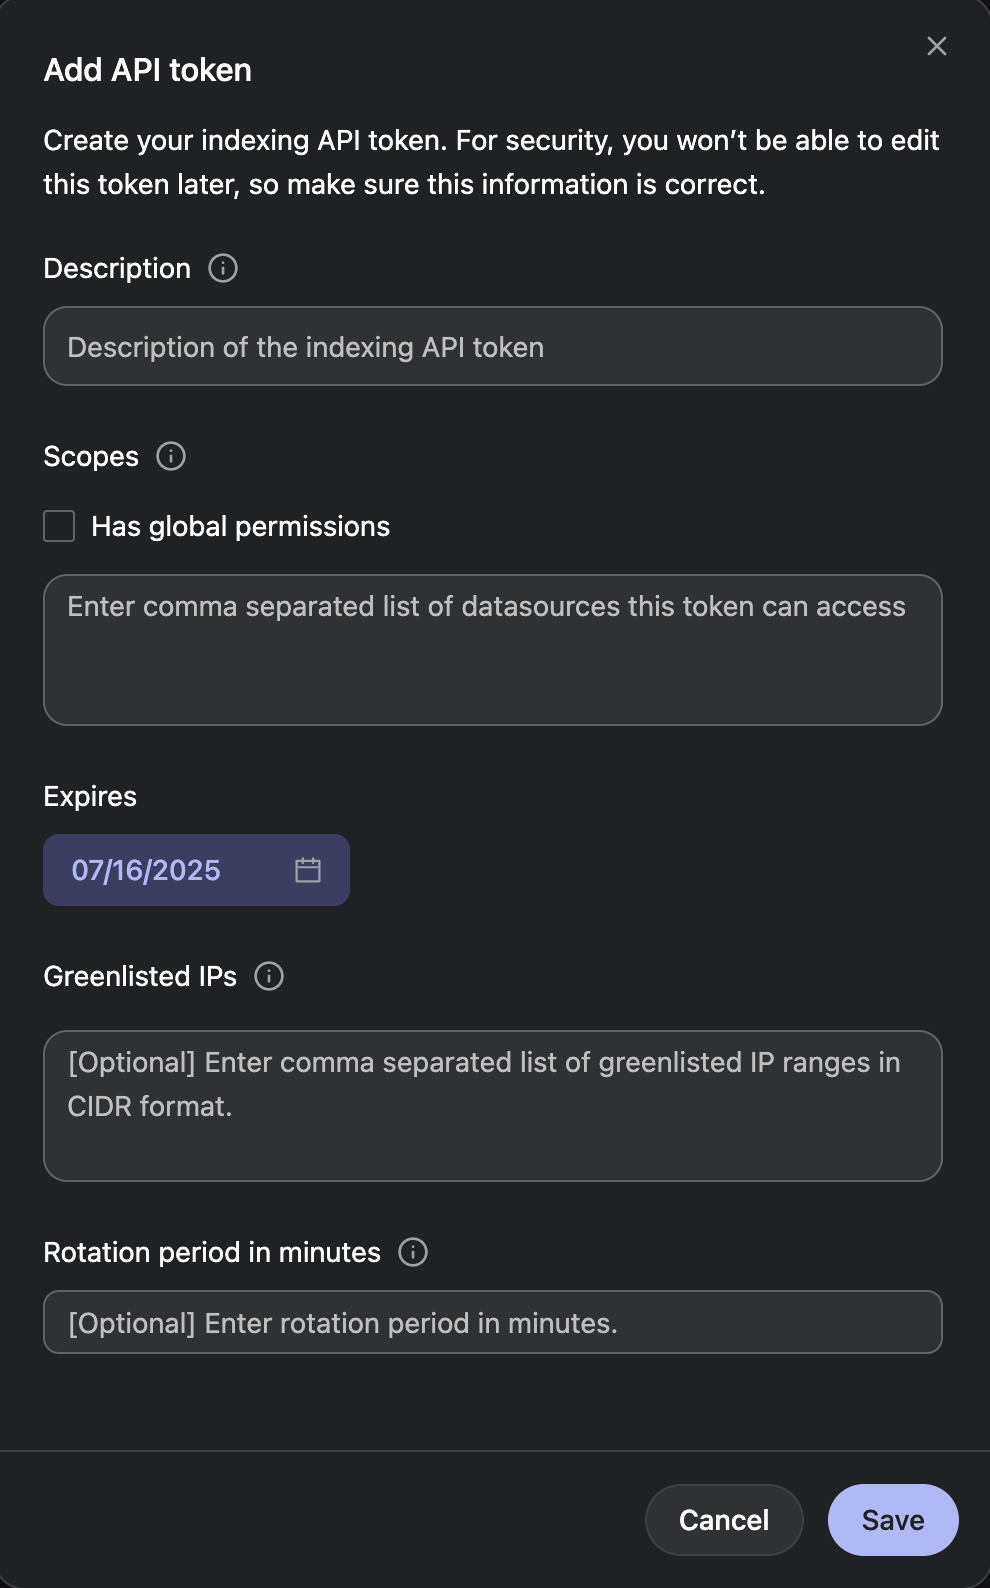 Add API token
Create your indexing API token. For security, you won’t be able to edit
this token later, so make sure this information is correct.
Description
Description of the indexing API token
Scopes
Has global permissions
Enter comma separated list of datasources this token can access
Expires
07/16/2025
Greenlisted IPs
[Optional] Enter comma separated list of greenlisted IP ranges in
CIDR format.
Rotation period in minutes
[Optional] Enter rotation period in minutes.
Cancel
Save